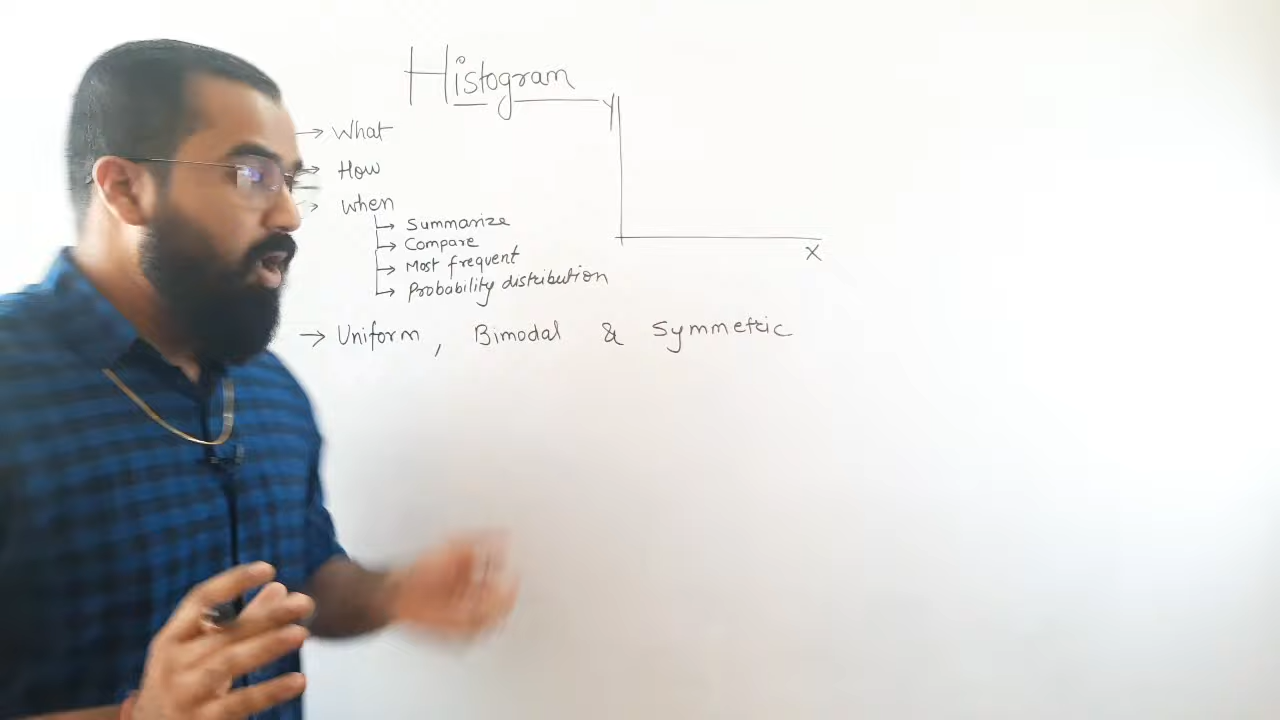 Histogram
Y
→ What
→ How
→ when
→ Summarize
→ Compare
→ Most frequent
→ Probability distribution
X
→ Uniform, Bimodal & Symmetric